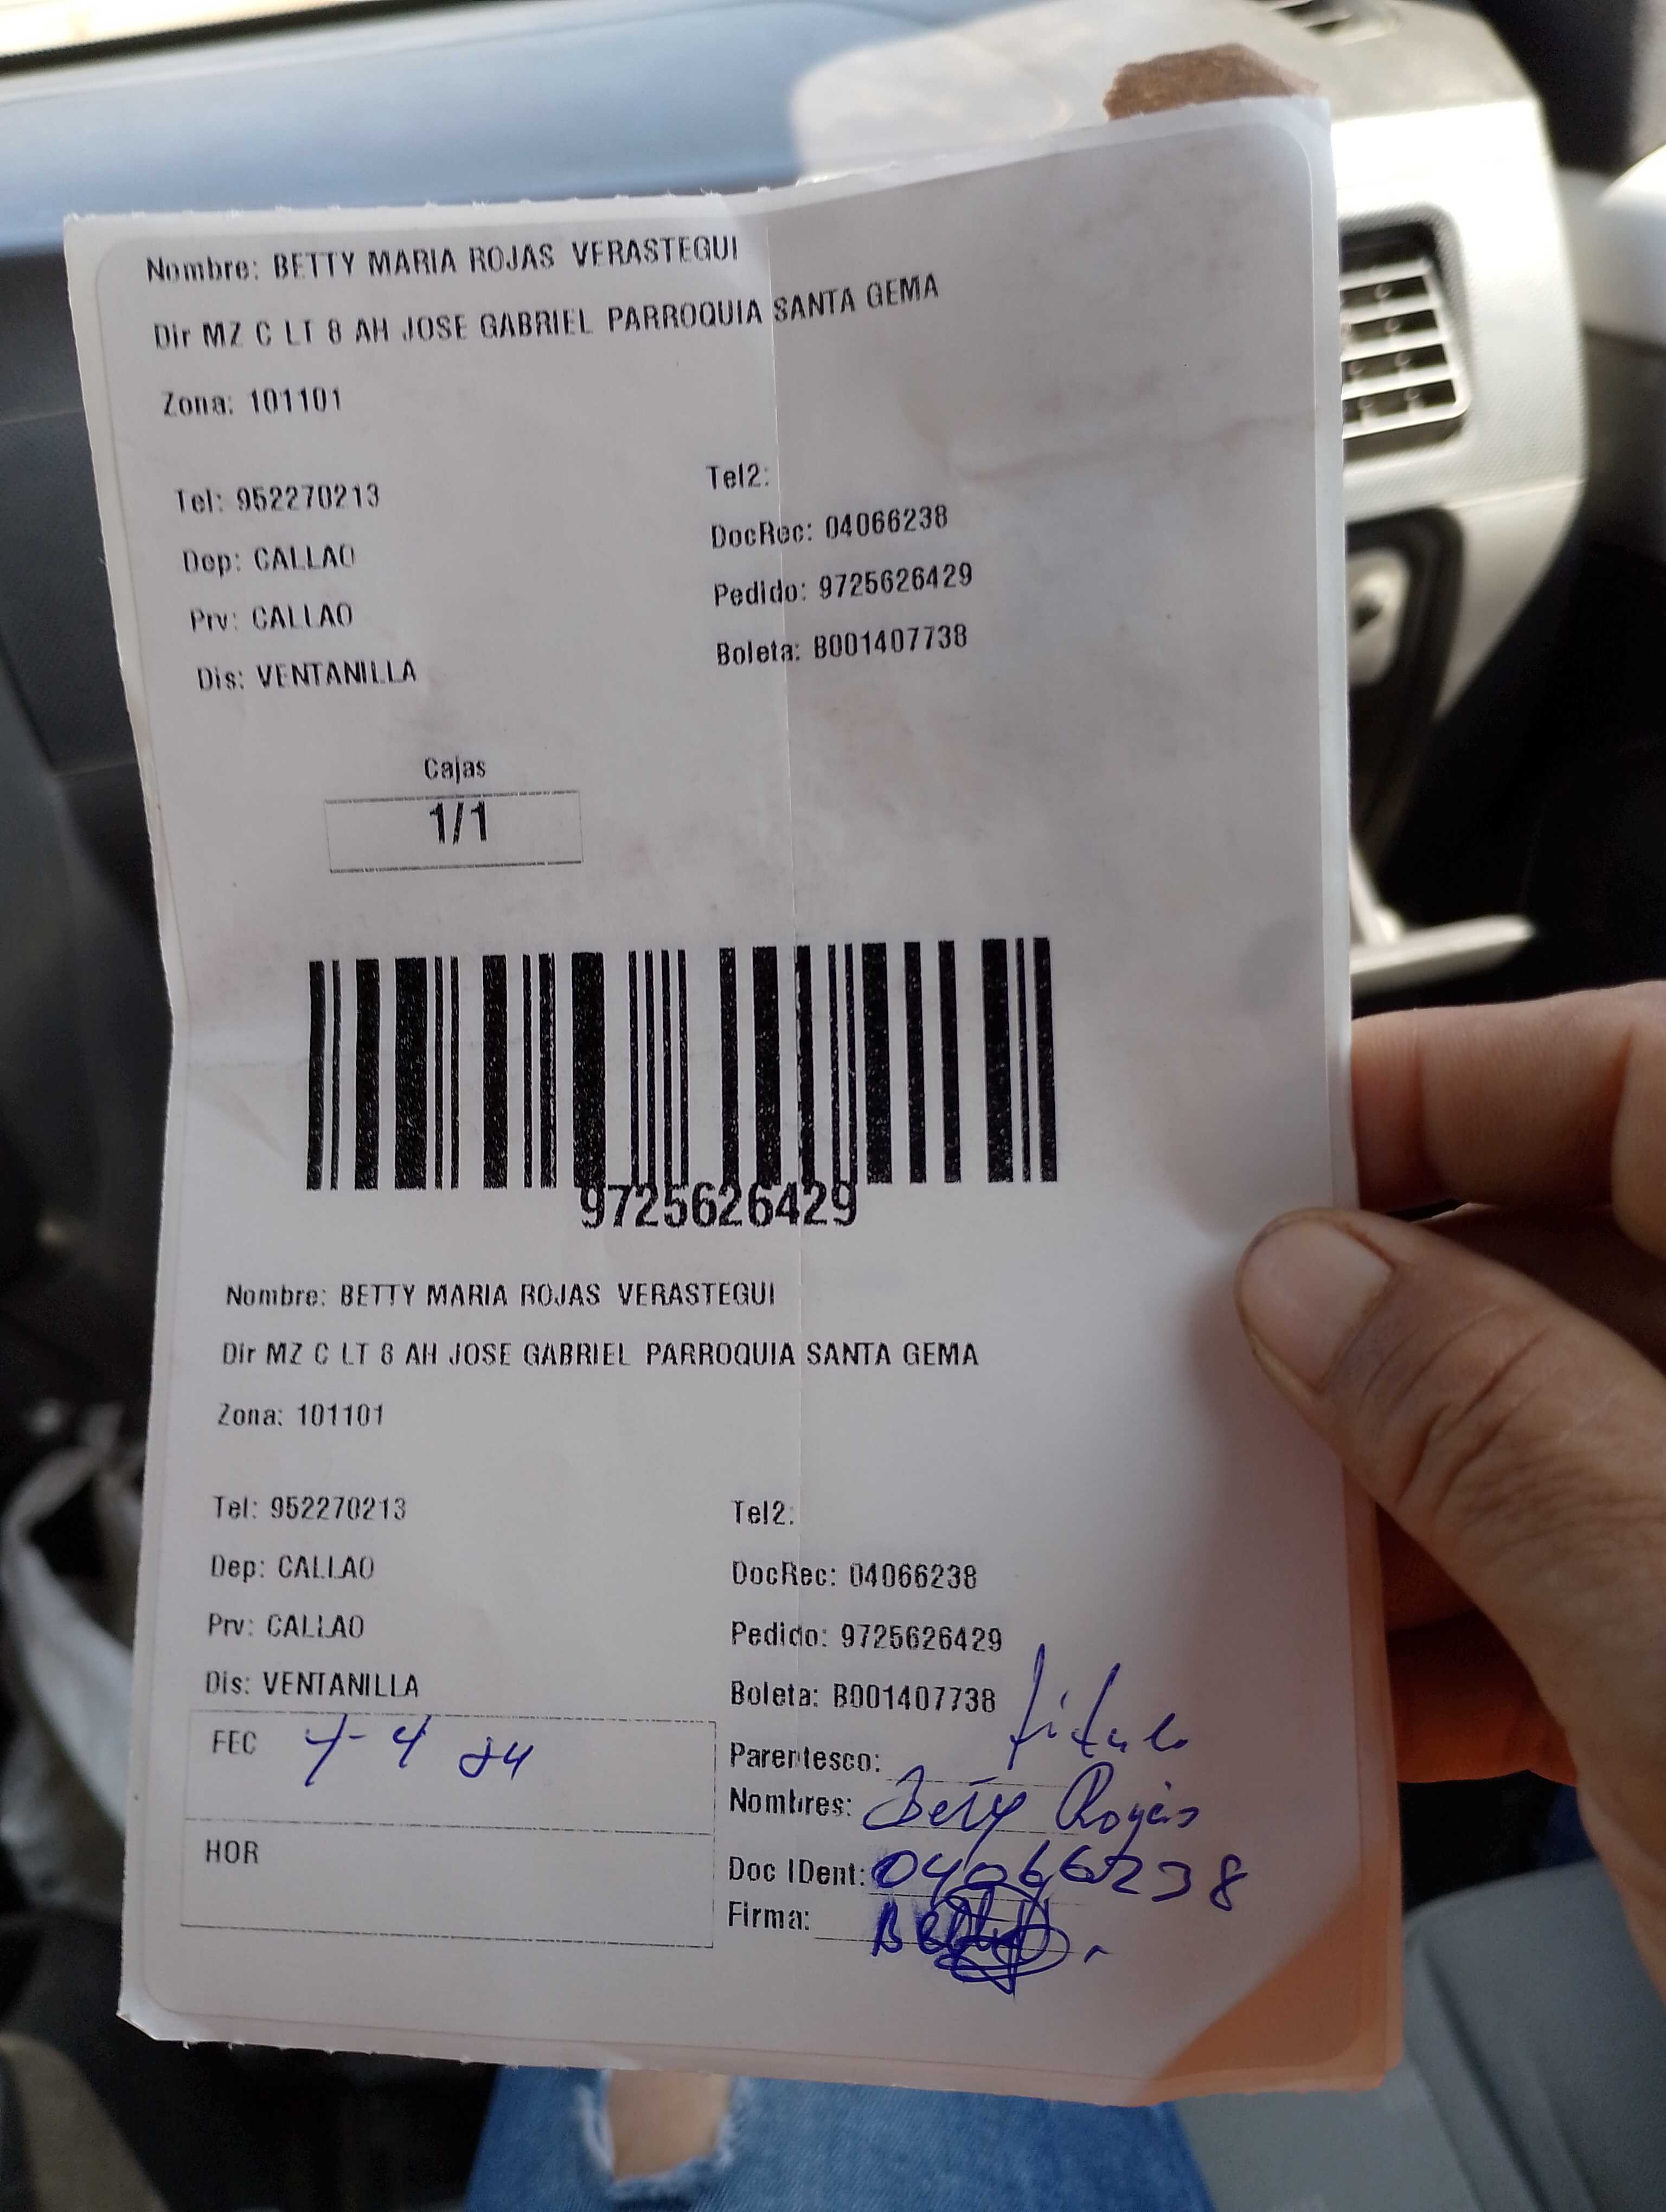 Nombre: BETTY MARIA ROJAS VERASTEGUI
Dir MZ C LT 8 AH JOSE GABRIEL PARROQUIA SANTA GEMA
Zona: 101101
Tel: 952270213
Tel2:
Dep: CALLAO
DocRec: 04066238
Prv: CALLAO
Pedido: 9725626429
Dis: VENTANILLA
Boleta: B001407738
Cajas
1/1
9725626429
Nombre: BETTY MARIA ROJAS VERASTEGUI
Dir MZ C LT 8 AH JOSE GABRIEL PARROQUIA SANTA GEMA
Zona: 101101
Tel: 952270213
Tel2:
Dep: CALLAO
DocRec: 04066238
Prv: CALLAO
Pedido: 9725626429
Dis: VENTANILLA
Boleta: B001407738
FEC
Parentesco: titulo
Nombres: Bety Rojas
HOR
Doc IDent: 04066238
Firma: